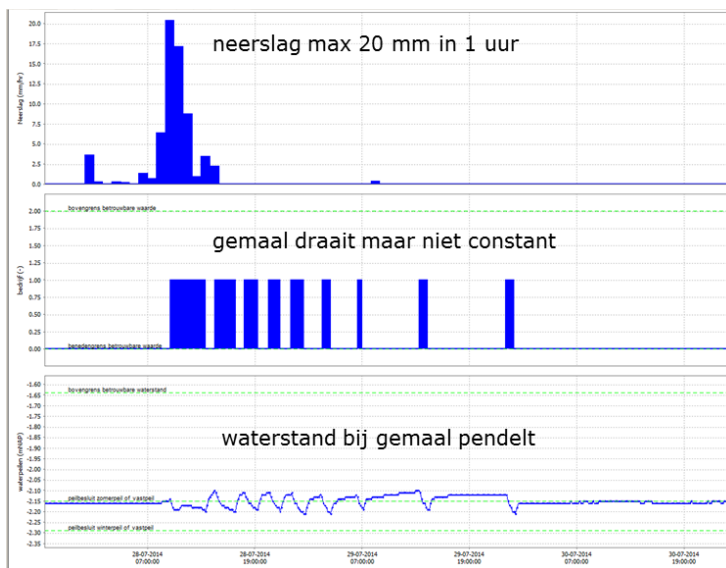 neerslag max 20 mm in 1 uur
Neerslag (mm/hr)
20.0
17.5
15.0
12.5
10.0
7.5
5.0
2.5
0.0
gemaal draait maar niet constant
bedrijf (-)
bovengrens betrouwbare waarde
2.00
1.75
1.50
1.25
1.00
0.75
0.50
0.25
0.00
benedengrens betrouwbare waarde
waterstand bij gemaal pendelt
waterpeilen (mNAP)
-1.60
bovengrens betrouwbare waterstand
-1.65
-1.70
-1.75
-1.80
-1.85
-1.90
-1.95
-2.00
-2.05
-2.10
peilbesluit zomerpeil of_vastpeil
-2.15
-2.20
-2.25
peilbesluit winterpeil of_vastpeil
-2.30
-2.35
28-07-2014 28-07-2014 29-07-2014 29-07-2014 30-07-2014 30-07-2014
07:00:00 19:00:00 07:00:00 19:00:00 07:00:00 19:00:00